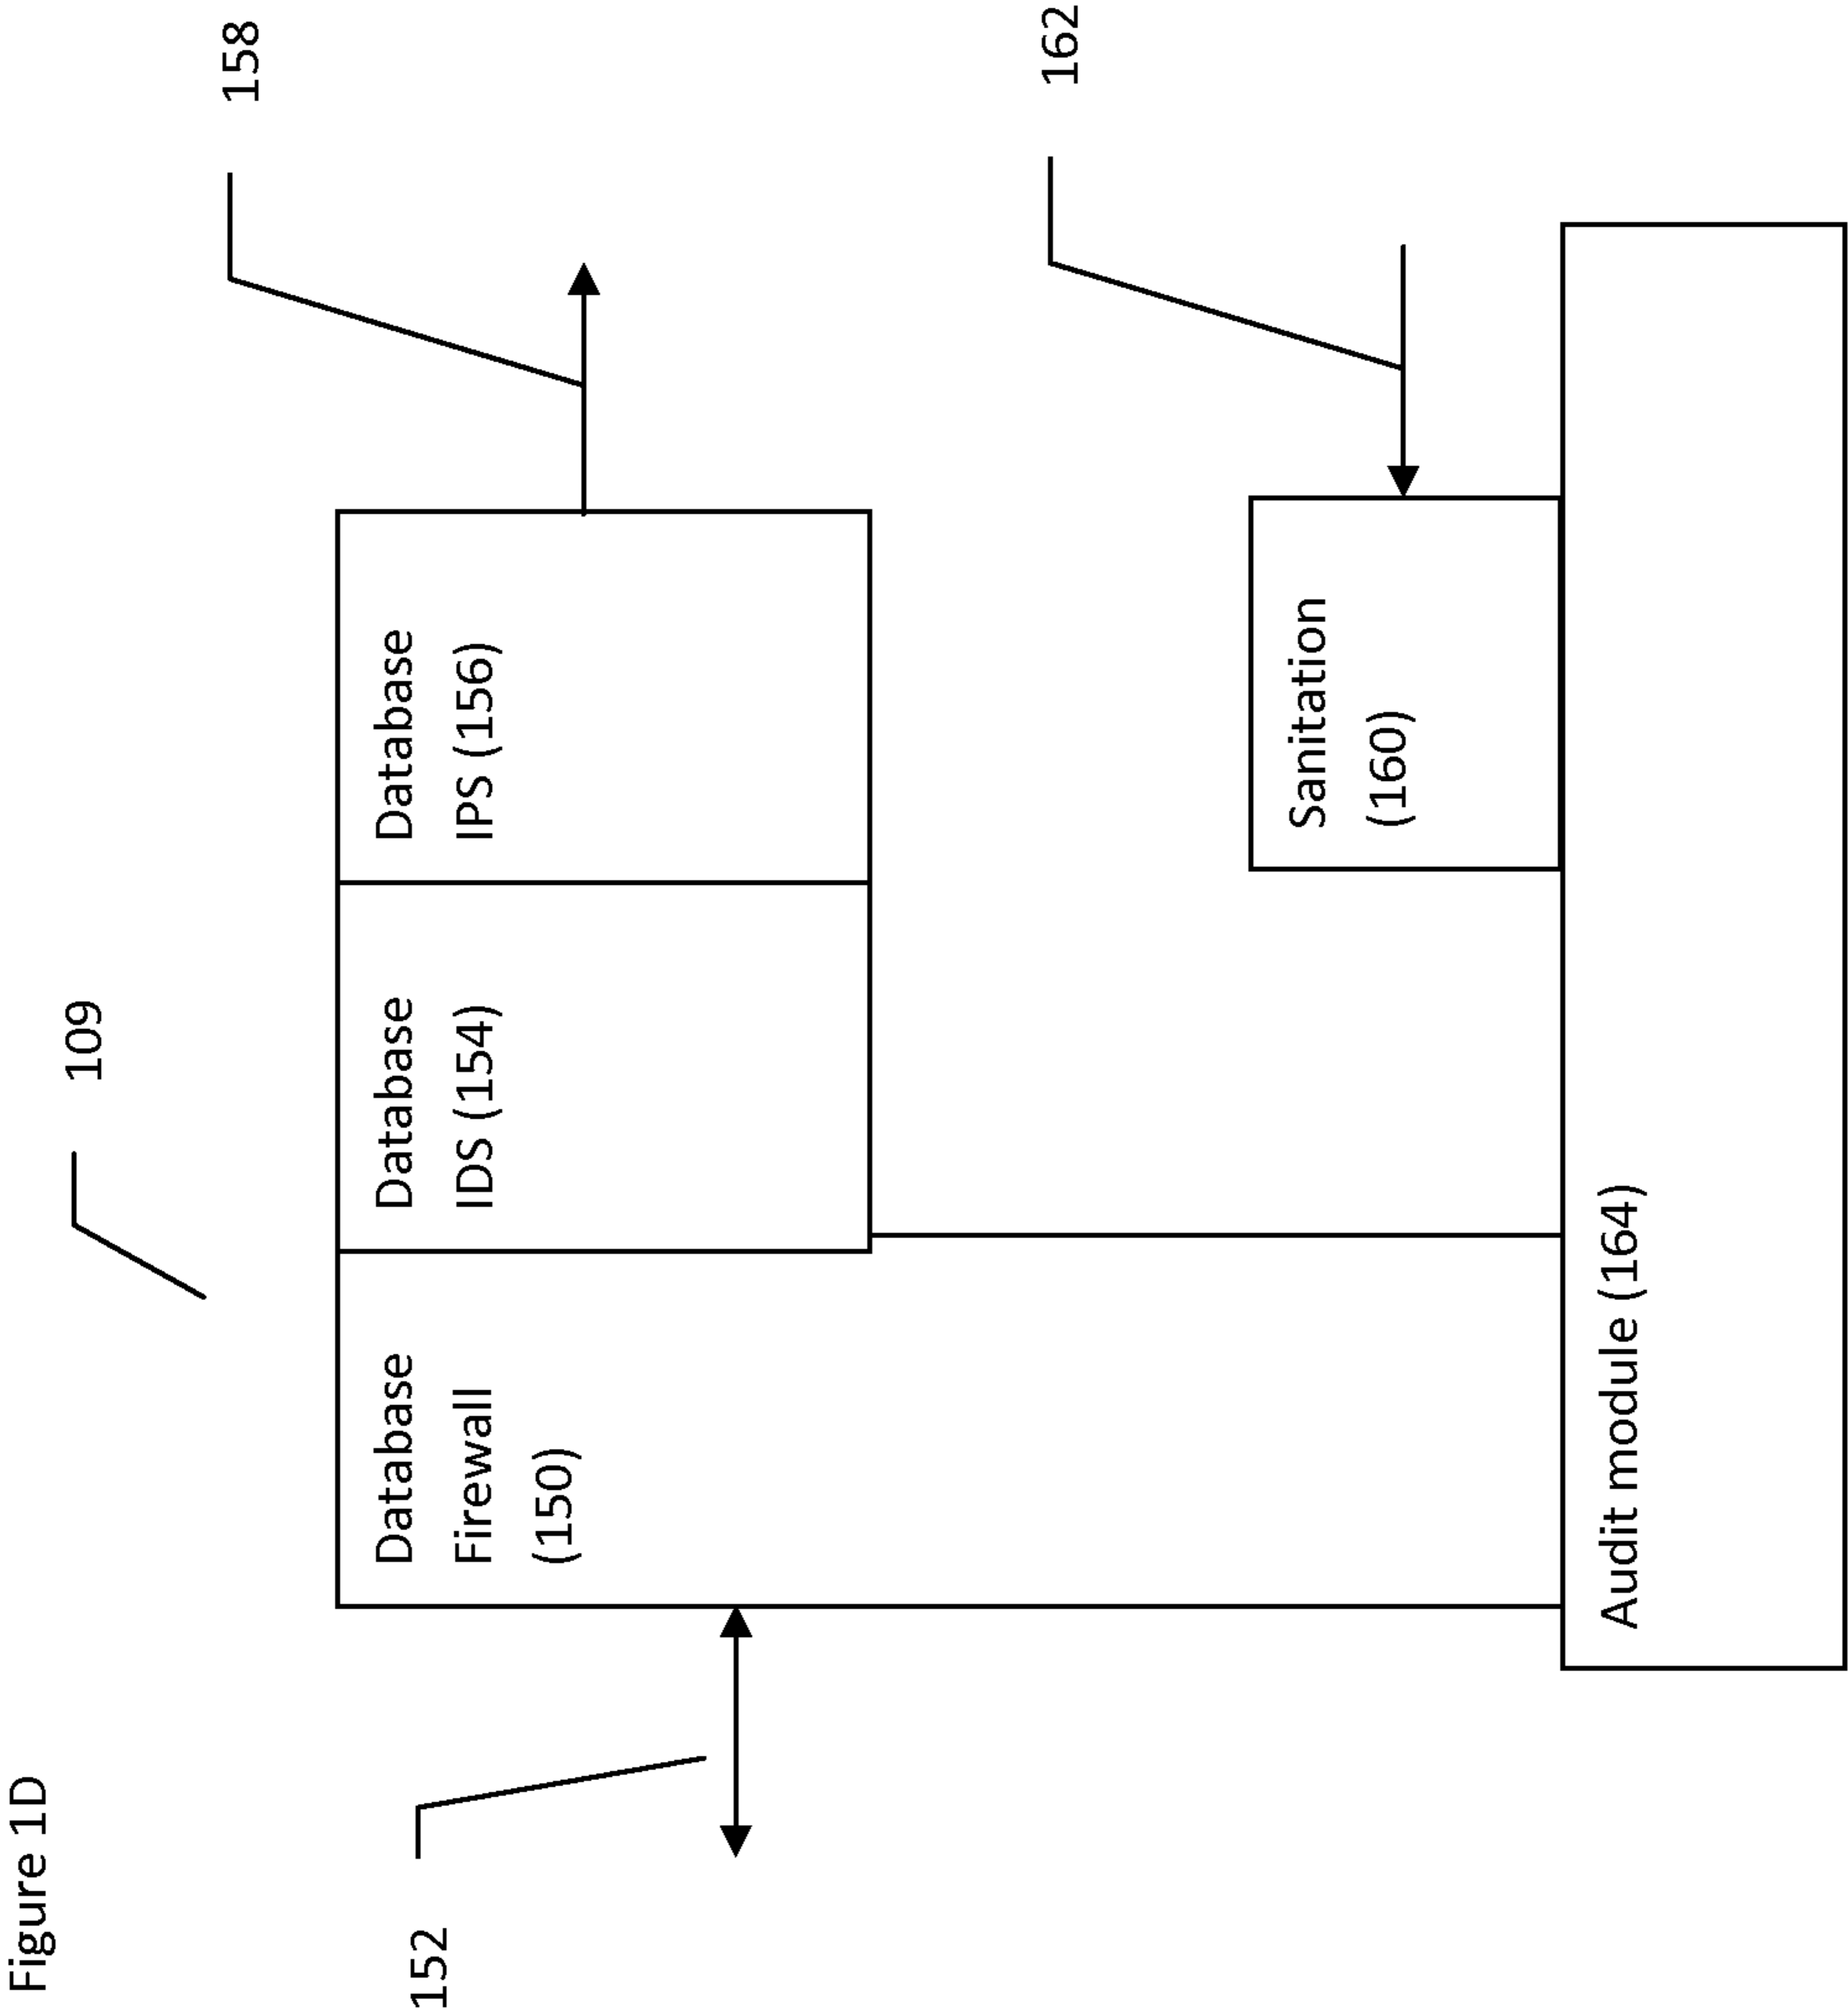 Figure 1D
109
158
152
Database
Firewall
(150)
Database
IDS (154)
Database
IPS (156)
162
Sanitation
(160)
Audit module (164)